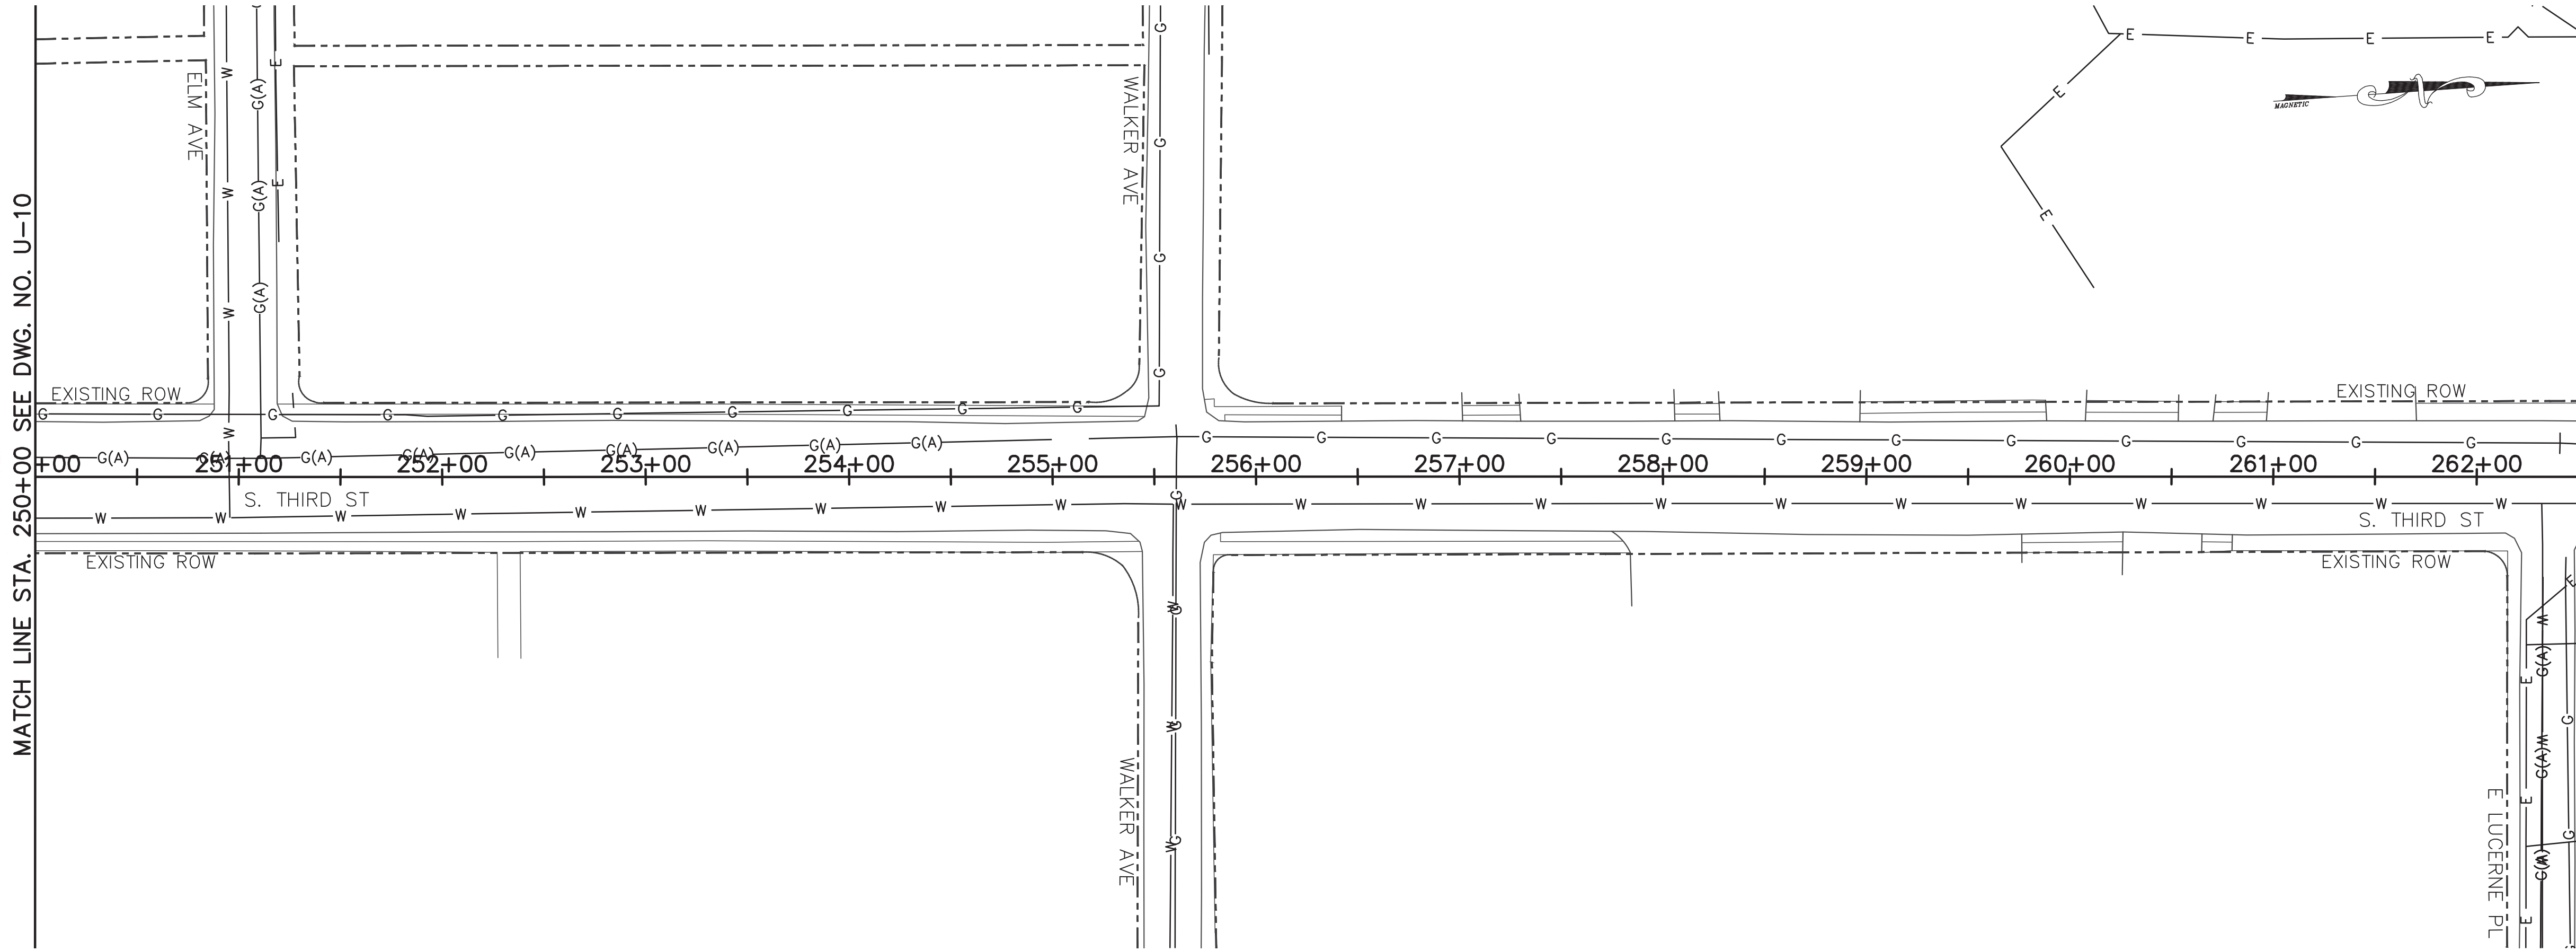 MATCH LINE STA. 250+00 SEE DWG. NO. U-10
ELM AVE
WALKER AVE
MAGNETIC
N
E E E E
E
E
W G(A) E G
W G(A) E G
W G(A) G
EXISTING ROW
EXISTING ROW
G G G G G G G G G G G
W
G(A) G(A) G(A) G(A) G(A) G(A) G(A) G(A) G(A)
G G G G G G G G G G G G
+00 251+00 252+00 253+00 254+00 255+00 256+00 257+00 258+00 259+00 260+00 261+00 262+00
S. THIRD ST
G
W W W W W W W W W W W W W W W W W W W W W
S. THIRD ST
EXISTING ROW
EXISTING ROW
E
W G W
G(A)
E
W G G
W G(A)
WALKER AVE
E LUCERNE PL
E
W G G
W G(A)
E